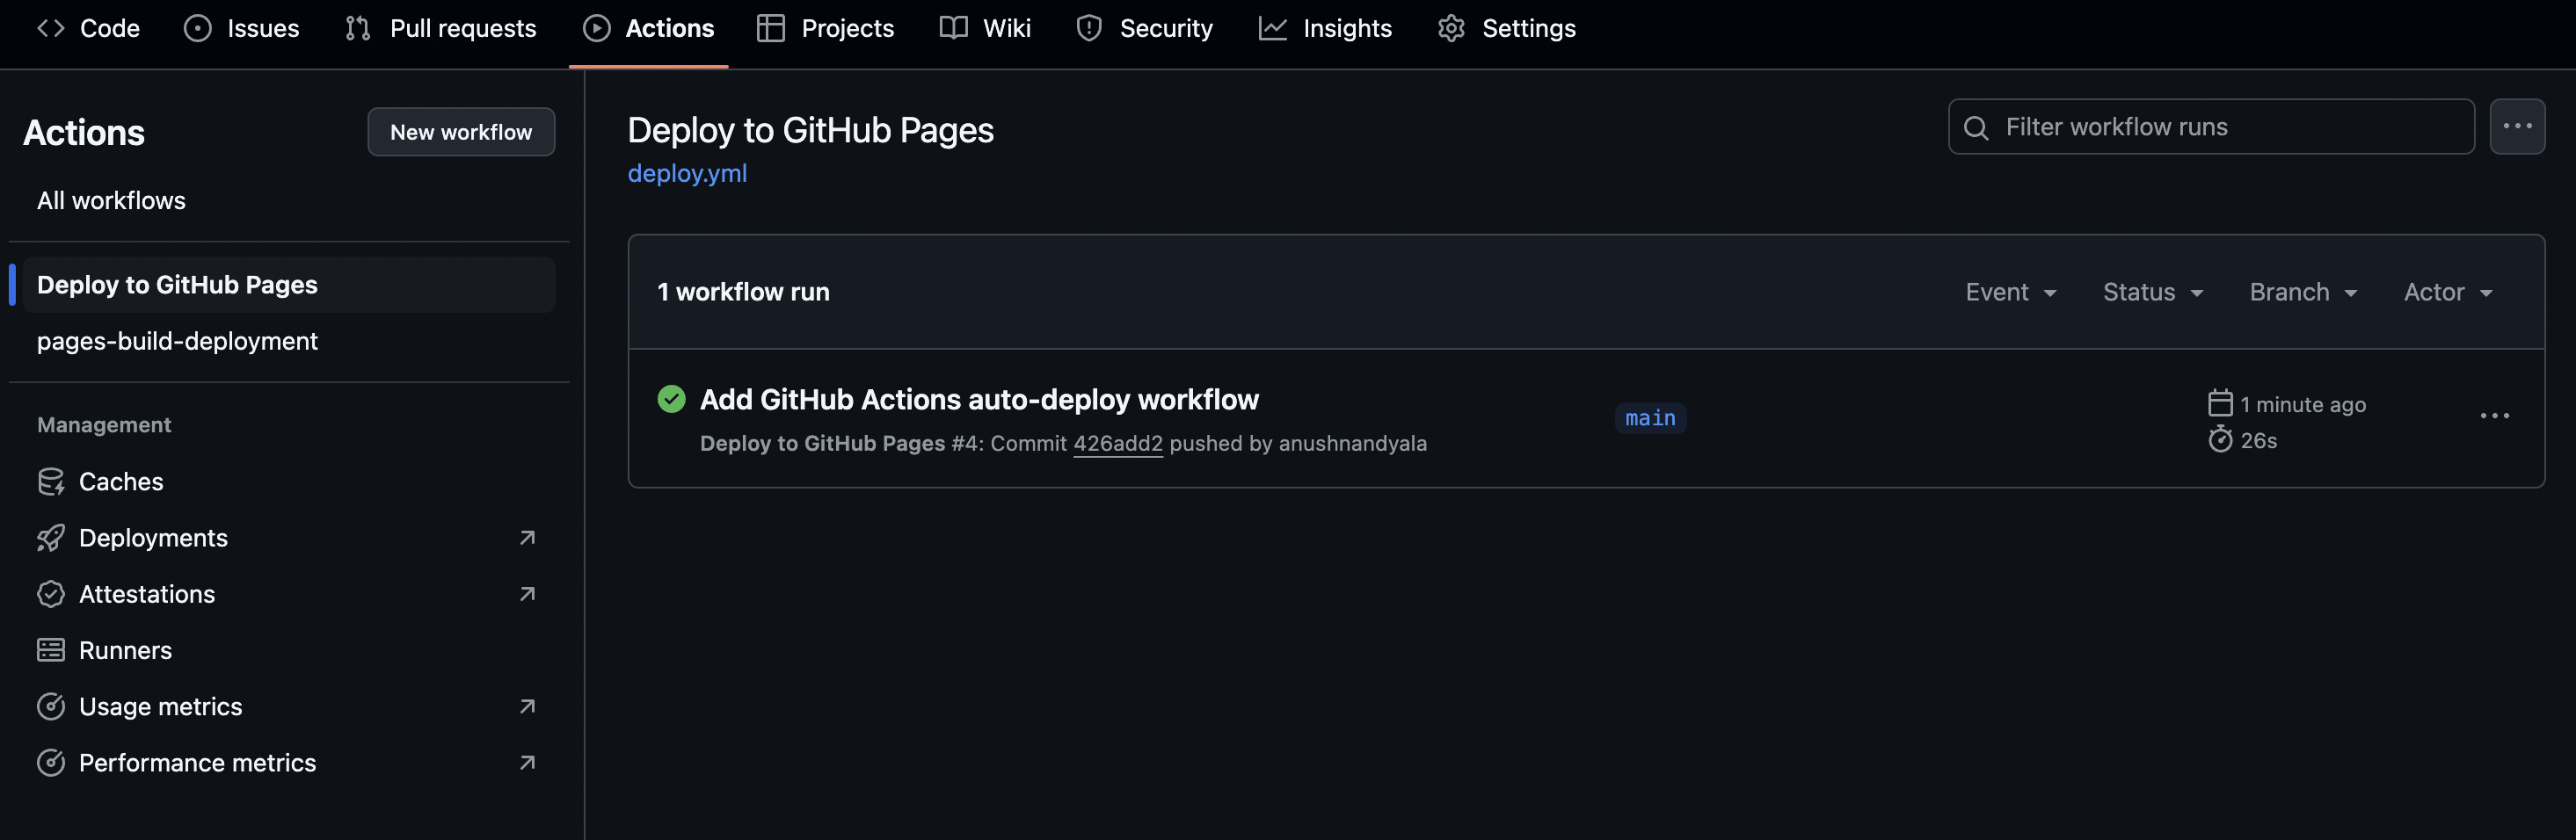 Code Issues Pull requests Actions Projects Wiki Security Insights Settings
Actions
New workflow
All workflows
Deploy to GitHub Pages
pages-build-deployment
Management
Caches
Deployments
Attestations
Runners
Usage metrics
Performance metrics
Deploy to GitHub Pages
deploy.yml
Filter workflow runs
1 workflow run
Event Status Branch Actor
Add GitHub Actions auto-deploy workflow
Deploy to GitHub Pages #4: Commit 426add2 pushed by anushnandyala
main
1 minute ago
26s